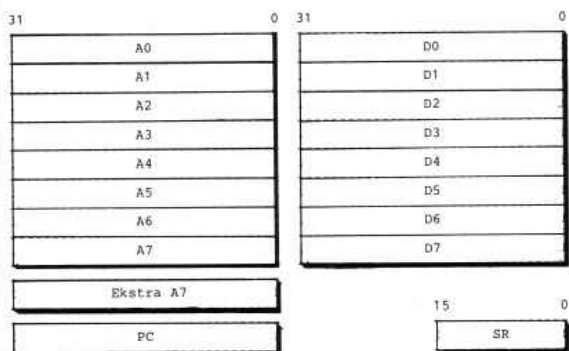 31 0 31 0
A0 D0
A1 D1
A2 D2
A3 D3
A4 D4
A5 D5
A6 D6
A7 D7
Ekstra A7
15 0
PC SR